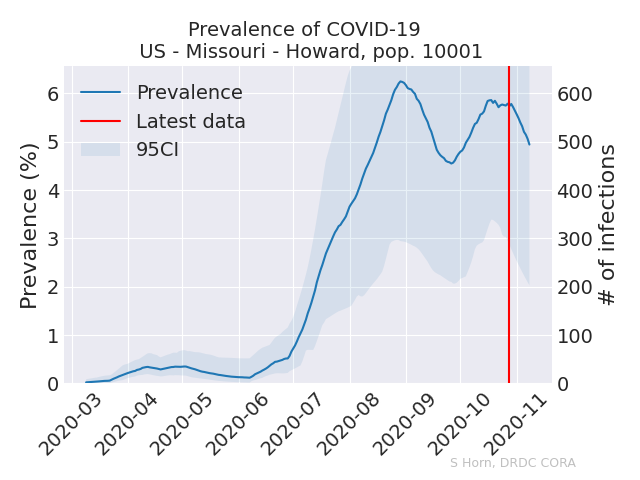 Prevalence of COVID-19
US - Missouri - Howard, pop. 10001
Prevalence
Latest data
95CI
Prevalence (%)
6
5
4
3
2
1
0
600
500
400
300
200
100
0
# of infections
2020-03
2020-04
2020-05
2020-06
2020-07
2020-08
2020-09
2020-10
2020-11
S Horn, DRDC CORA